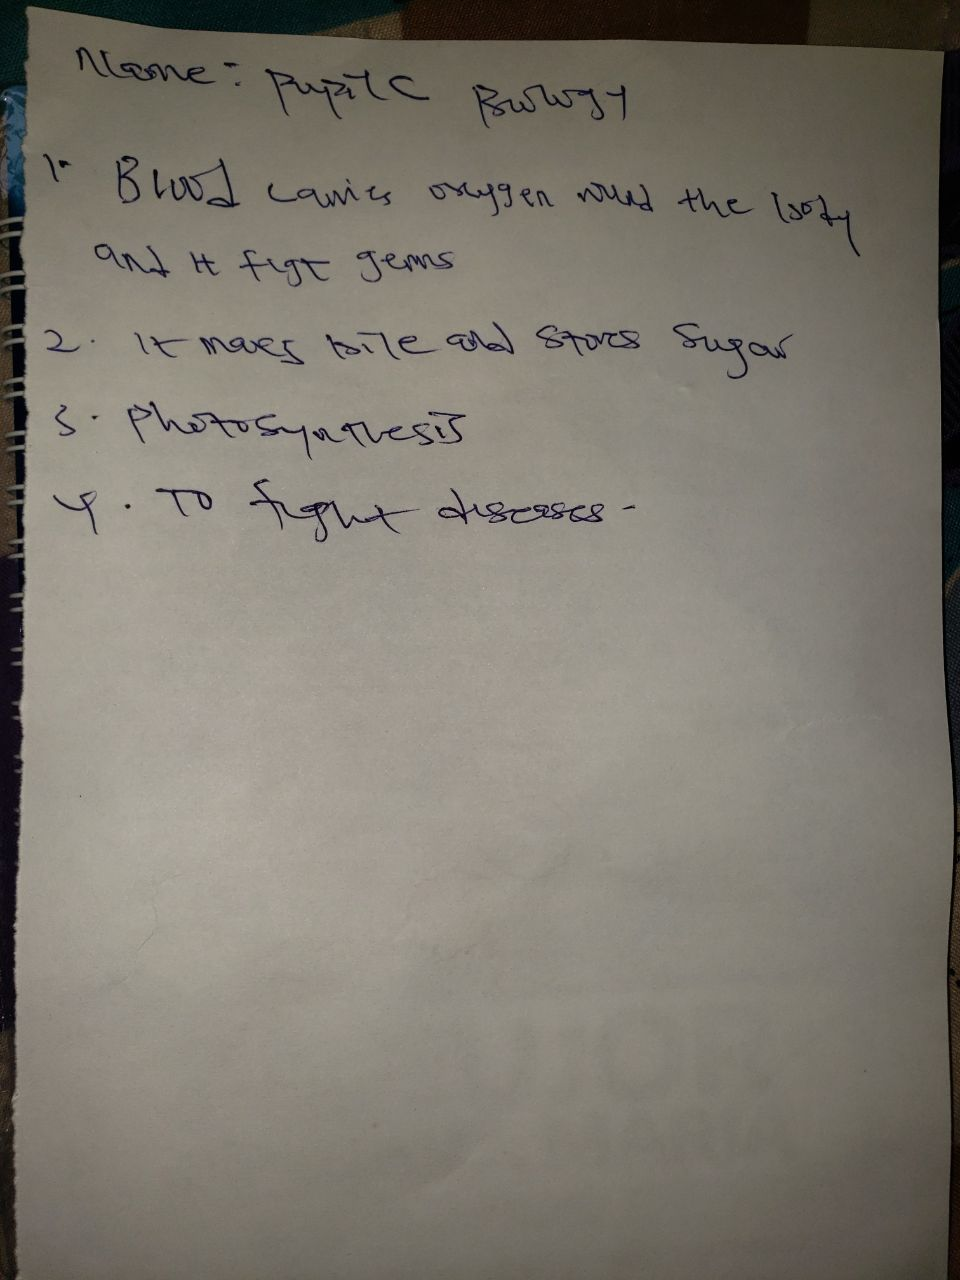 Name: Pupil C Biology
1. Blood carries oxygen round the body
and it figt germs
2. It makes bile and stores Sugar
3. Photosynthesis
4. To fight diseases.